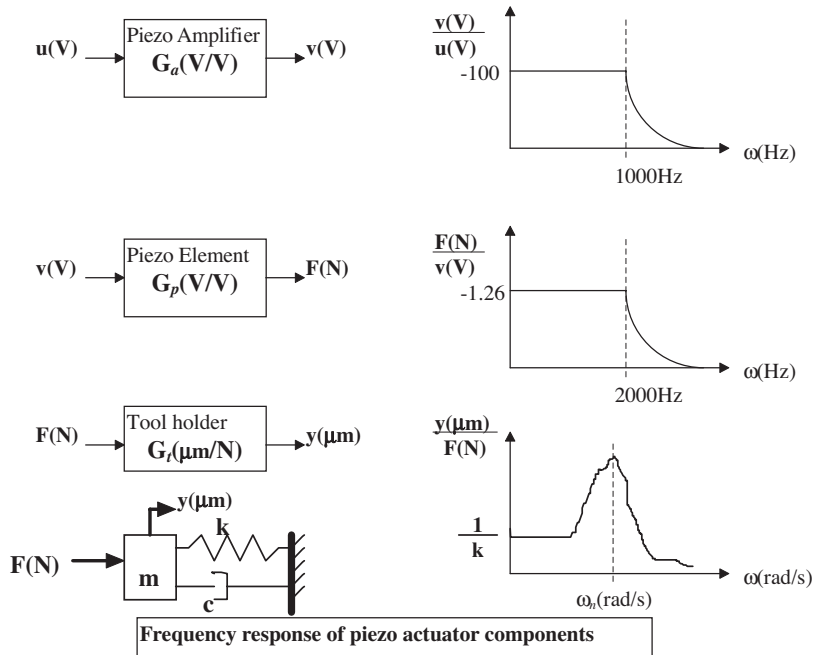 Piezo Amplifier
u(V)
Gₐ(V/V)
v(V)
v(V)
u(V)
-100
ω(Hz)
1000Hz
Piezo Element
v(V)
Gₚ(V/V)
F(N)
F(N)
v(V)
-1.26
ω(Hz)
2000Hz
Tool holder
F(N)
Gₜ(μm/N)
y(μm)
y(μm)
F(N)
1
k
ω(rad/s)
ωₙ(rad/s)
y(μm)
k
F(N)
m
c
Frequency response of piezo actuator components